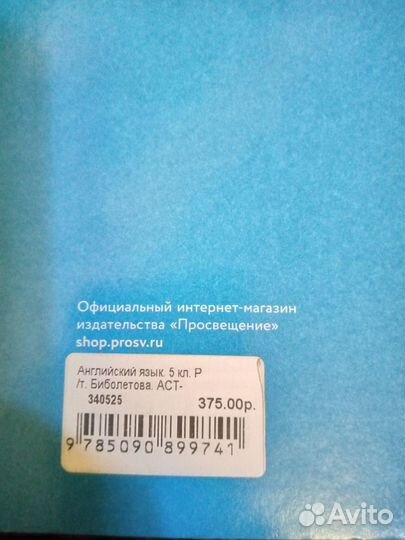 Официальный интернет-магазин
издательства «Просвещение»
shop.prosv.ru
Английский язык. 5 кл. Р
/т. Биболетова. АСТ-
340525
375.00р.
9 785090 899741
Avito